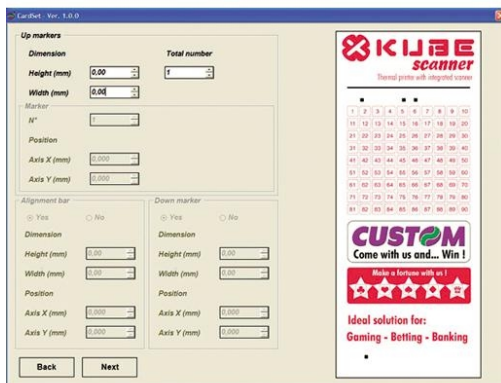 CardSet - Ver. 1.0.0
Up markers
Dimension Total number
Height (mm) 0,00 1
Width (mm) 0,00
Marker
N° 1
Position
Axis X (mm) 0,000
Axis Y (mm) 0,000
Alignment bar
Yes No
Dimension
Height (mm) 0,00
Width (mm) 0,00
Position
Axis X (mm) 0,000
Axis Y (mm) 0,000
Down marker
Yes No
Dimension
Height (mm) 0,00
Width (mm) 0,00
Position
Axis X (mm) 0,000
Axis Y (mm) 0,000
Back Next
KUBE
scanner
Thermal printer with integrated scanner
1 2 3 4 5 6 7 8 9 10
11 12 13 14 15 16 17 18 19 20
21 22 23 24 25 26 27 28 29 30
31 32 33 34 35 36 37 38 39 40
41 42 43 44 45 46 47 48 49 50
51 52 53 54 55 56 57 58 59 60
61 62 63 64 65 66 67 68 69 70
71 72 73 74 75 76 77 78 79 80
81 82 83 84 85 86 87 88 89 90
CUSTOM
Come with us and... Win !
Make a fortune with us !
Ideal solution for:
Gaming - Betting - Banking